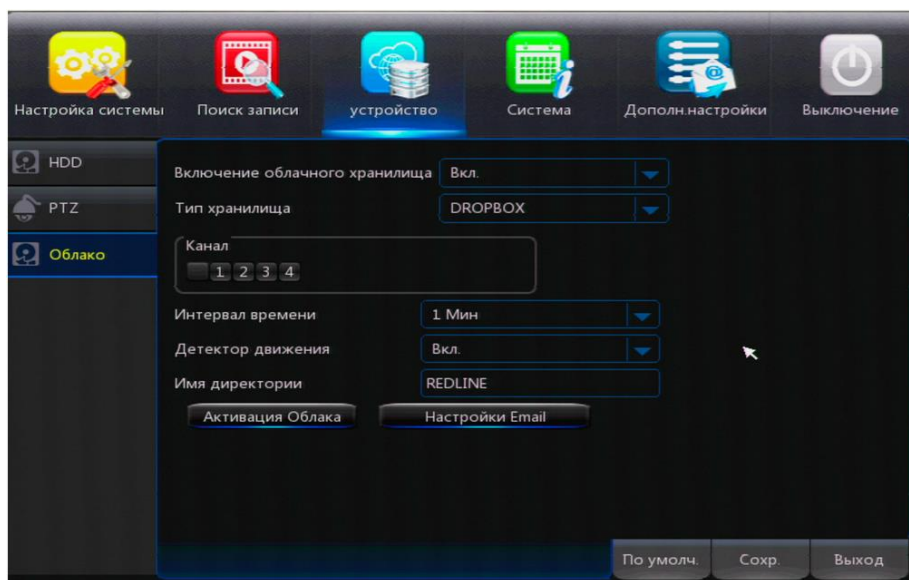 Настройка системы Поиск записи устройство Система Дополн.настройки Выключение
HDD
PTZ
Облако
Включение облачного хранилища Вкл.
Тип хранилища DROPBOX
Канал
1 2 3 4
Интервал времени 1 Мин
Детектор движения Вкл.
Имя директории REDLINE
Активация Облака Настройки Email
По умолч. Сохр. Выход